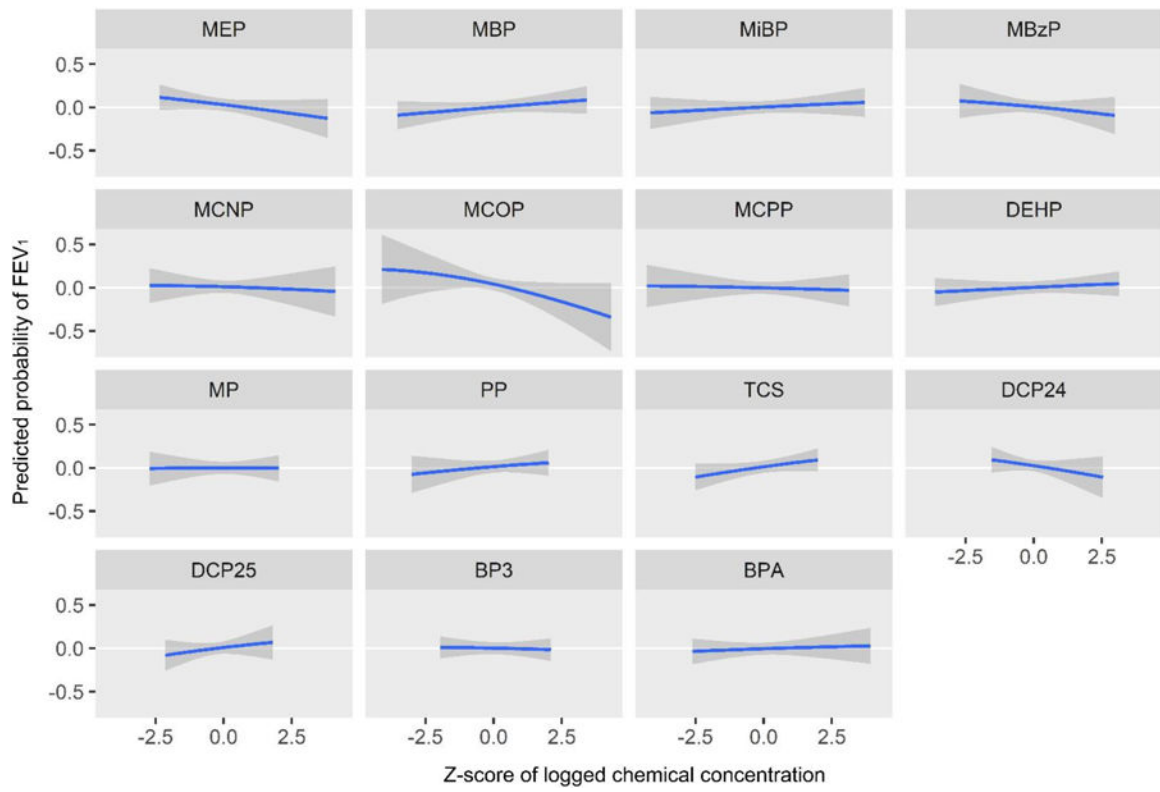 MEP MBP MiBP MBzP
0.5
0.0
-0.5
MCNP MCOP MCPP DEHP
0.5
0.0
-0.5
MP PP TCS DCP24
0.5
0.0
-0.5
-2.5 0.0 2.5
DCP25 BP3 BPA
0.5
0.0
-0.5
-2.5 0.0 2.5 -2.5 0.0 2.5 -2.5 0.0 2.5
Predicted probability of FEV₁
Z-score of logged chemical concentration